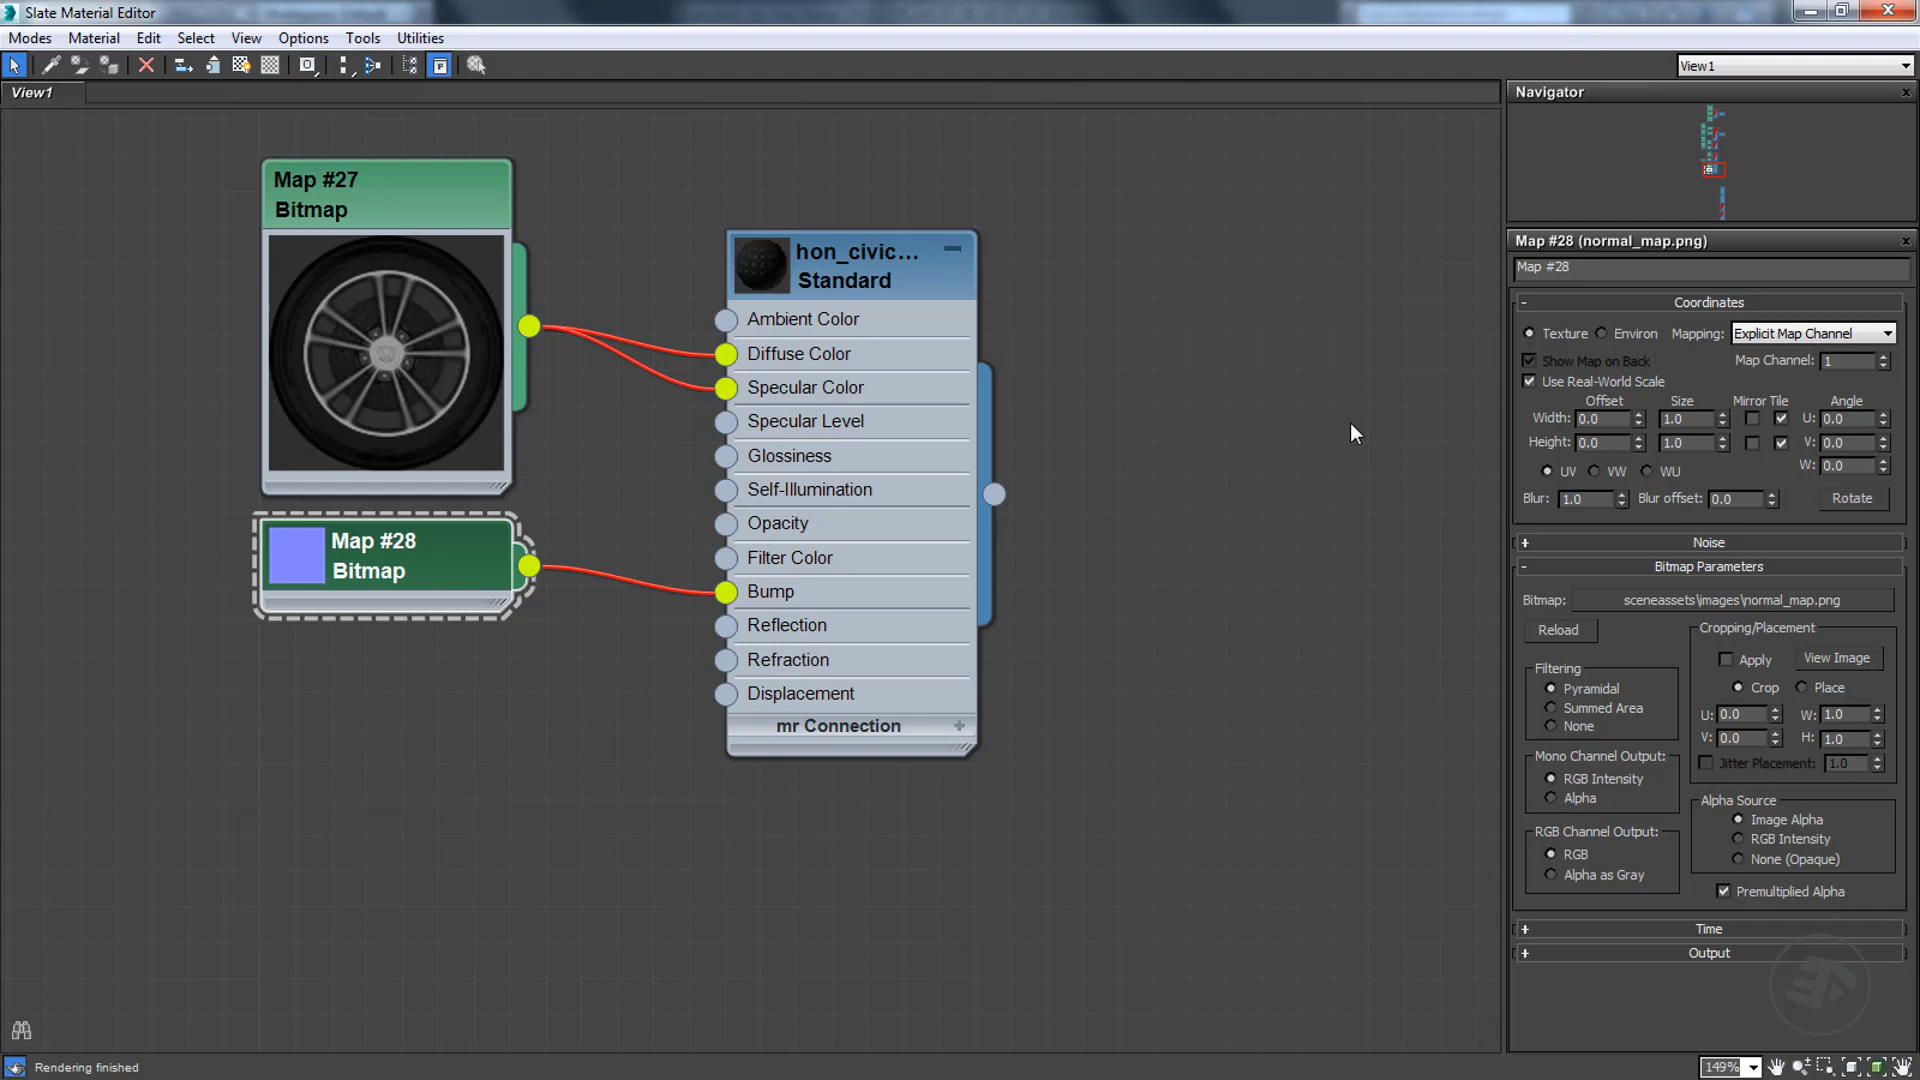 Slate Material Editor
Modes Material Edit Select View Options Tools Utilities
View1
View1
Navigator
Map #27
Bitmap
Map #28
Bitmap
hon_civic...
Standard
Ambient Color
Diffuse Color
Specular Color
Specular Level
Glossiness
Self-Illumination
Opacity
Filter Color
Bump
Reflection
Refraction
Displacement
mr Connection +
Map #28 (normal_map.png)
Map #28
- Coordinates
Texture Environ Mapping: Explicit Map Channel
Show Map on Back Map Channel: 1
Use Real-World Scale
Offset Size Mirror Tile Angle
Width: 0.0 1.0 U: 0.0
Height: 0.0 1.0 V: 0.0
UV VW WU W: 0.0
Blur: 1.0 Blur offset: 0.0 Rotate
+ Noise
- Bitmap Parameters
Bitmap: sceneassets\images\normal_map.png
Reload
Cropping/Placement
Apply View Image
Crop Place
U: 0.0 W: 1.0
V: 0.0 H: 1.0
Jitter Placement: 1.0
Filtering
Pyramidal
Summed Area
None
Mono Channel Output:
RGB Intensity
Alpha
RGB Channel Output:
RGB
Alpha as Gray
Alpha Source
Image Alpha
RGB Intensity
None (Opaque)
Premultiplied Alpha
+ Time
+ Output
Rendering finished
149%